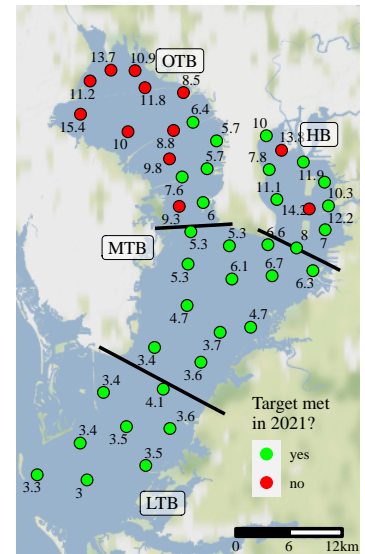 13.7 10.9 OTB
11.2 11.8 8.5
15.4 6.4
10 8.8 5.7 10 13.8 HB
9.8 5.7 7.8 11.9
7.6 11.1 10.3
9.3 6 14.2 12.2
MTB 5.3 5.3 6.6 8 7
5.3 6.1 6.7 6.3
4.7 4.7
3.7
3.4 3.6
3.4 4.1
3.4 3.5 3.6
3.5
3.3 3
LTB
Target met
in 2021?
yes
no
0 6 12km